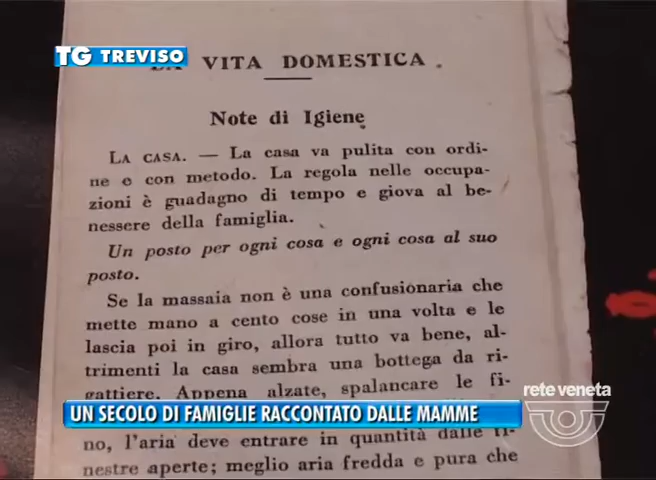 TG TREVISO
LA VITA DOMESTICA
Note di Igiene
LA CASA. — La casa va pulita con ordi-
ne e con metodo. La regola nelle occupa-
zioni è guadagno di tempo e giova al be-
nessere della famiglia.
Un posto per ogni cosa e ogni cosa al suo
posto.
Se la massaia non è una confusionaria che
mette mano a cento cose in una volta e le
lascia poi in giro, allora tutto va bene, al-
trimenti la casa sembra una bottega da ri-
gattiere. Appena alzate, spalancare le fi-
rete veneta
UN SECOLO DI FAMIGLIE RACCONTATO DALLE MAMME
no, l'aria deve entrare in quantità dalle fi-
nestre aperte; meglio aria fredda e pura che